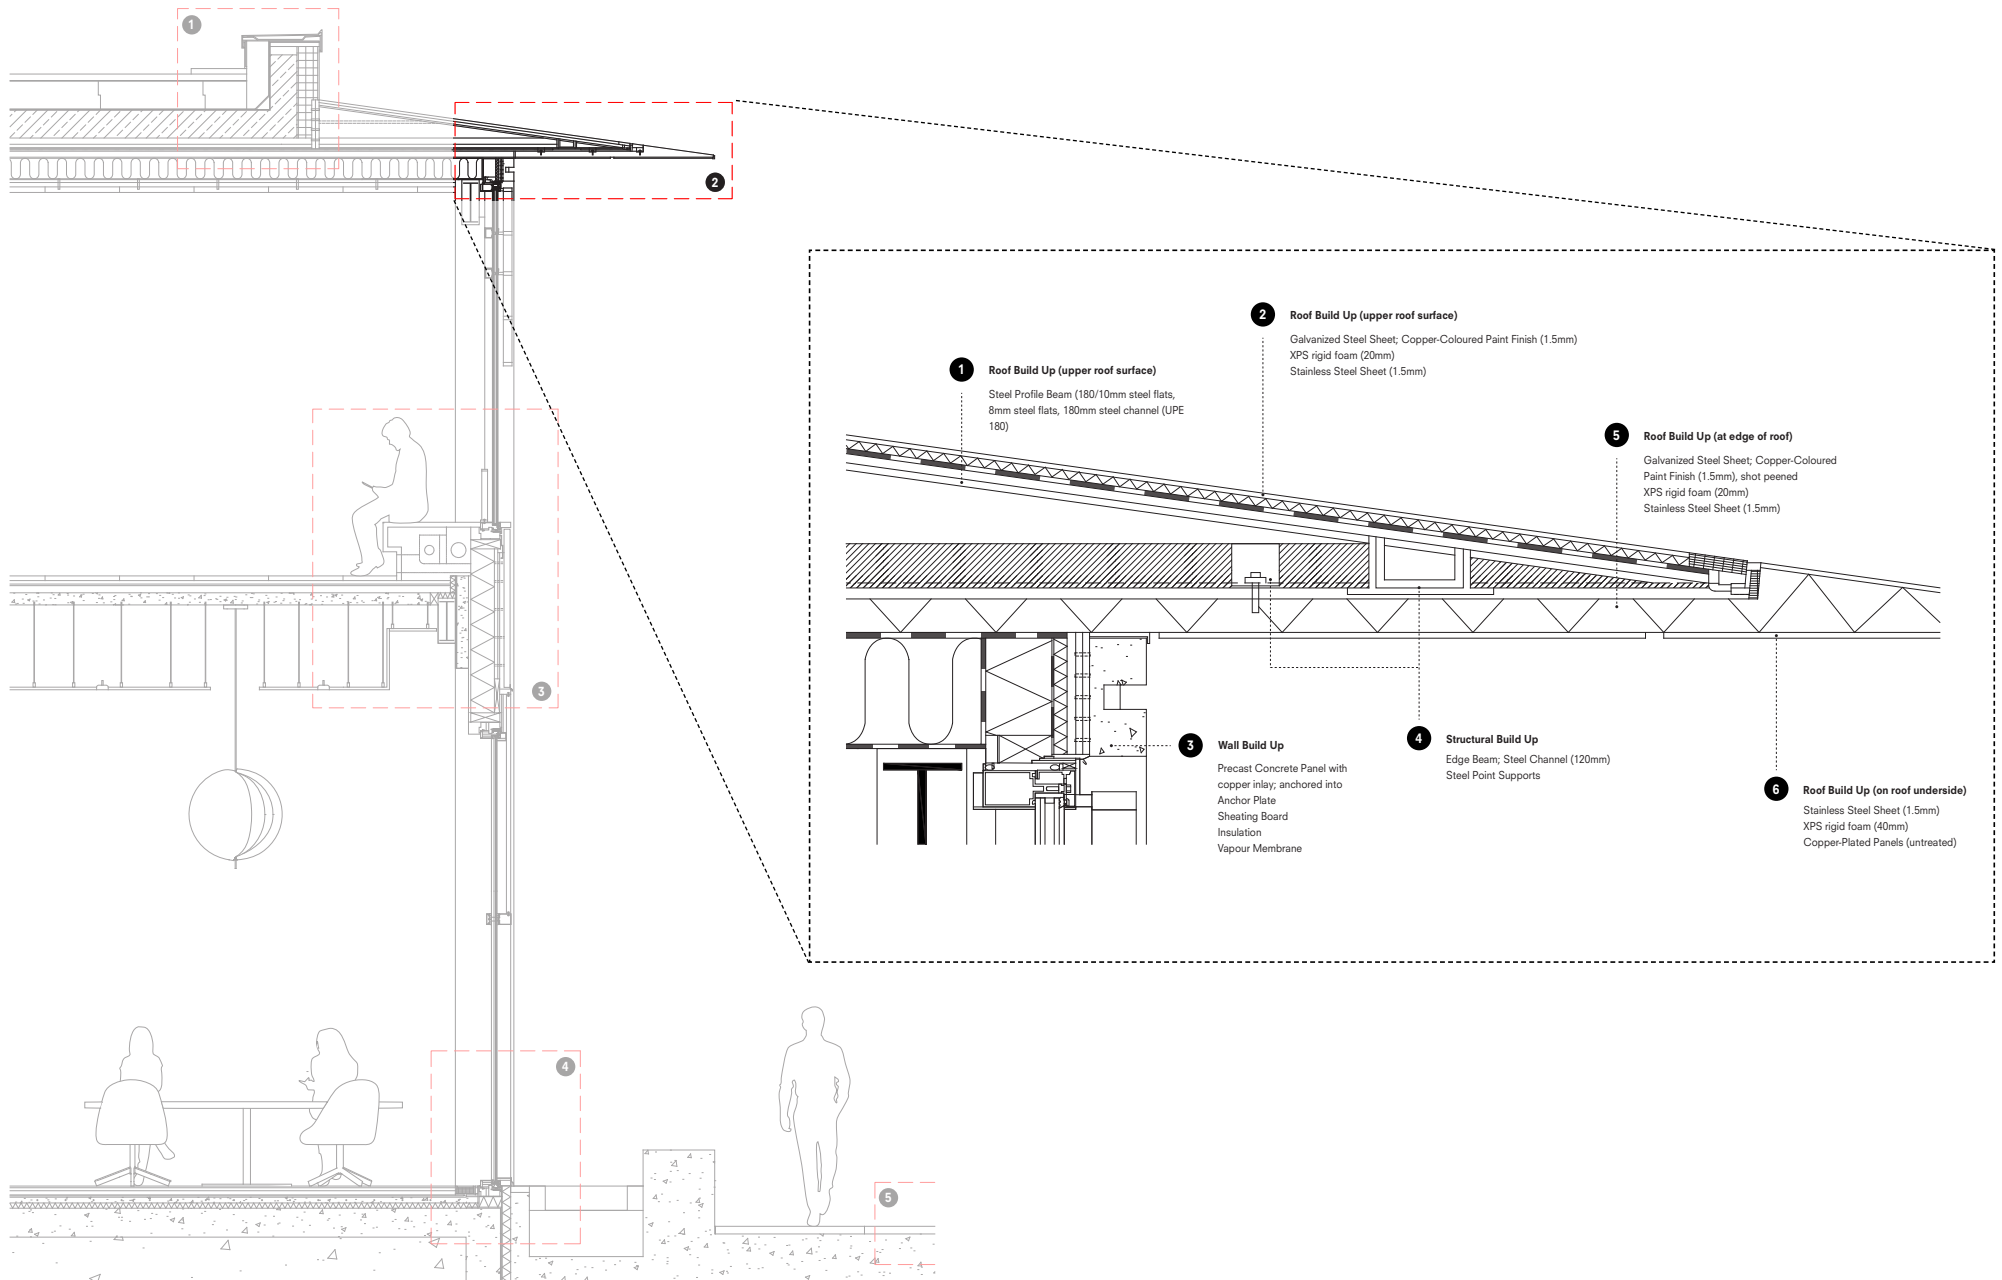 1
2
3
4
5
2
Roof Build Up (upper roof surface)
Galvanized Steel Sheet; Copper-Coloured Paint Finish (1.5mm)
XPS rigid foam (20mm)
Stainless Steel Sheet (1.5mm)
1
Roof Build Up (upper roof surface)
Steel Profile Beam (180/10mm steel flats,
8mm steel flats, 180mm steel channel (UPE
180)
5
Roof Build Up (at edge of roof)
Galvanized Steel Sheet; Copper-Coloured
Paint Finish (1.5mm), shot peened
XPS rigid foam (20mm)
Stainless Steel Sheet (1.5mm)
3
Wall Build Up
Precast Concrete Panel with
copper inlay; anchored into
Anchor Plate
Sheating Board
Insulation
Vapour Membrane
4
Structural Build Up
Edge Beam; Steel Channel (120mm)
Steel Point Supports
6
Roof Build Up (on roof underside)
Stainless Steel Sheet (1.5mm)
XPS rigid foam (40mm)
Copper-Plated Panels (untreated)